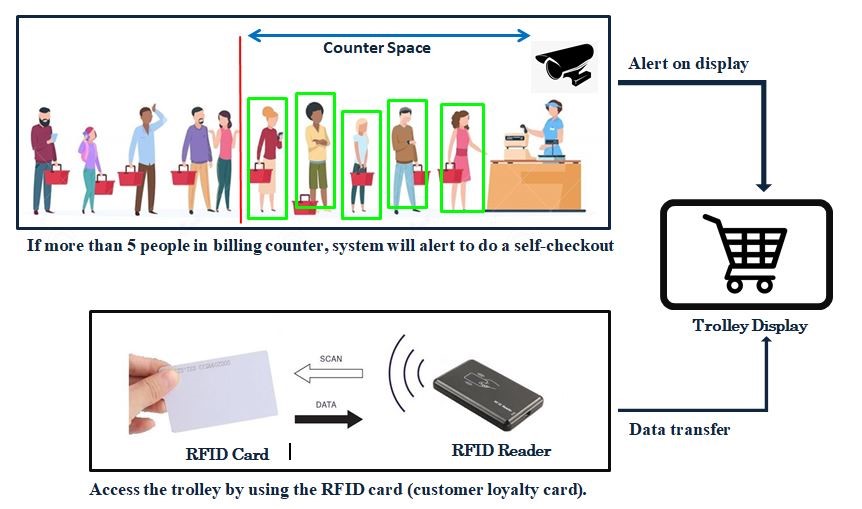 Counter Space
Alert on display
If more than 5 people in billing counter, system will alert to do a self-checkout
Trolley Display
SCAN
DATA
RFID Card
RFID Reader
Data transfer
Access the trolley by using the RFID card (customer loyalty card).